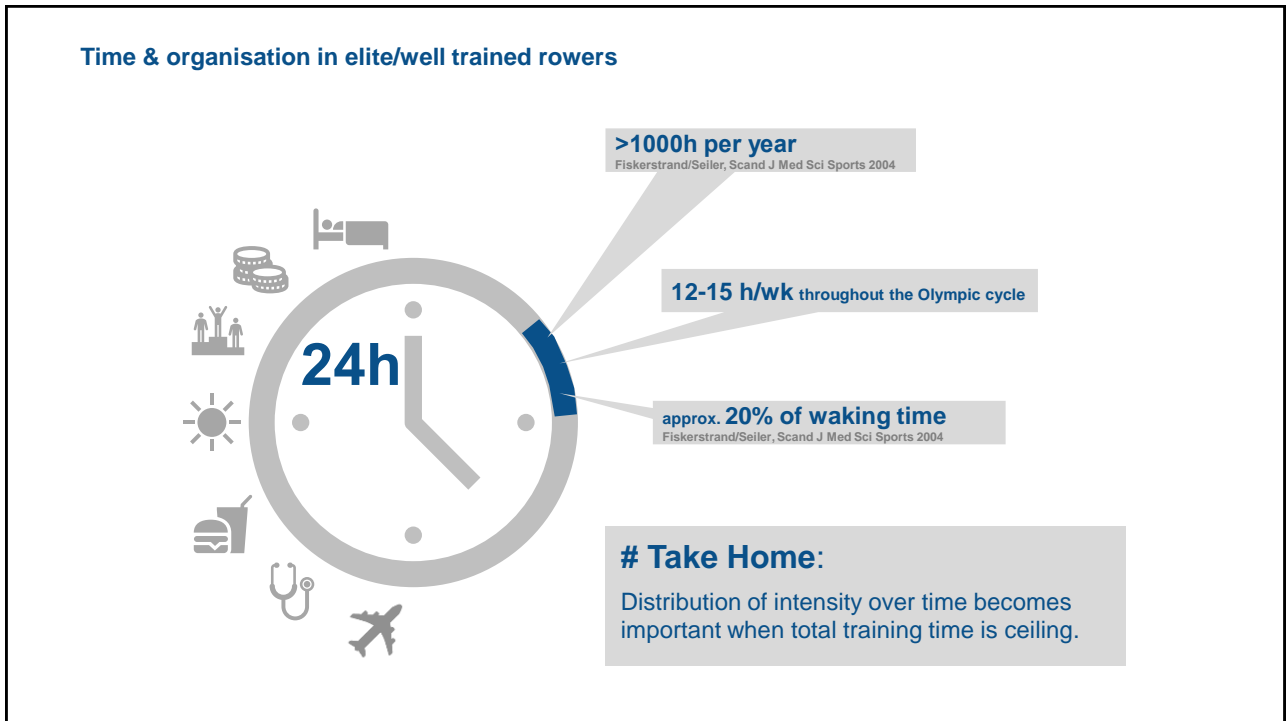 Time & organisation in elite/well trained rowers
>1000h per year
Fiskerstrand/Seiler, Scand J Med Sci Sports 2004
12-15 h/wk throughout the Olympic cycle
24h
approx. 20% of waking time
Fiskerstrand/Seiler, Scand J Med Sci Sports 2004
# Take Home:
Distribution of intensity over time becomes
important when total training time is ceiling.